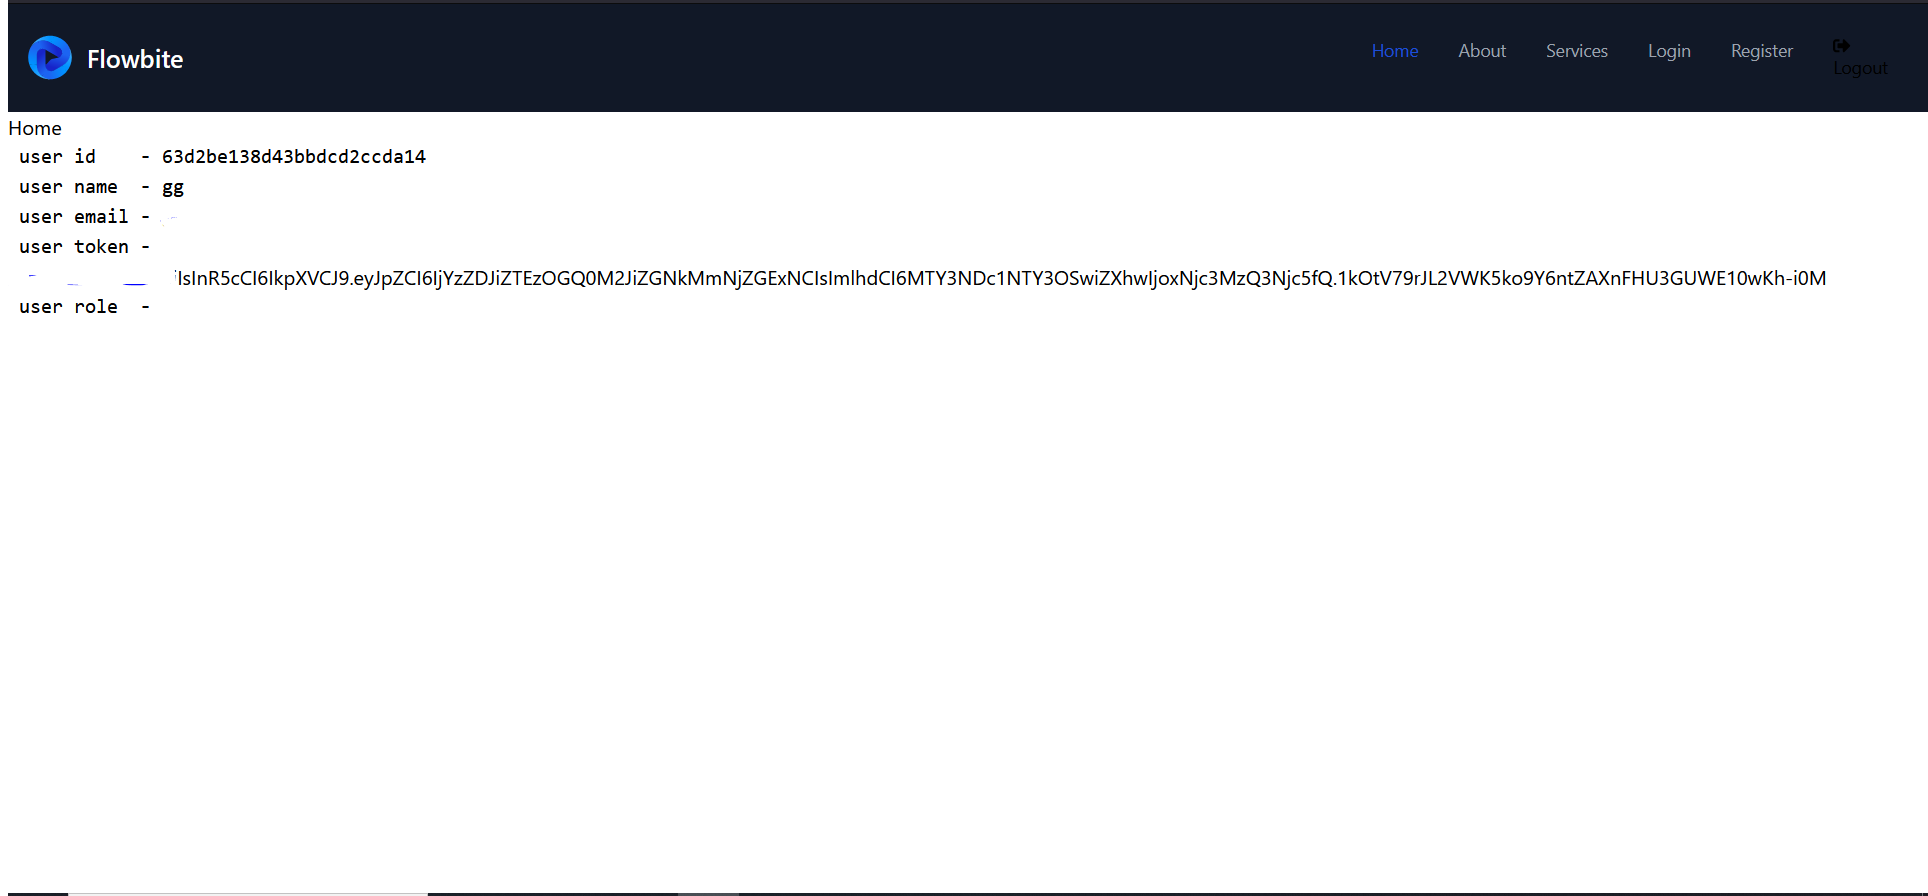 Flowbite
Home About Services Login Register Logout
Home
user id - 63d2be138d43bbdcd2ccda14
user name - gg
user email -
user token -
IsInR5cCI6IkpXVCJ9.eyJpZCI6IjYzZDJiZTEzOGQ0M2JiZGNkMmNjZGExNCIsImlhdCI6MTY3NDc1NTY3OSwiZXhwIjoxNjc3MzQ3Njc5fQ.1kOtV79rJL2VWK5ko9Y6ntZAXnFHU3GUWE10wKh-i0M
user role -